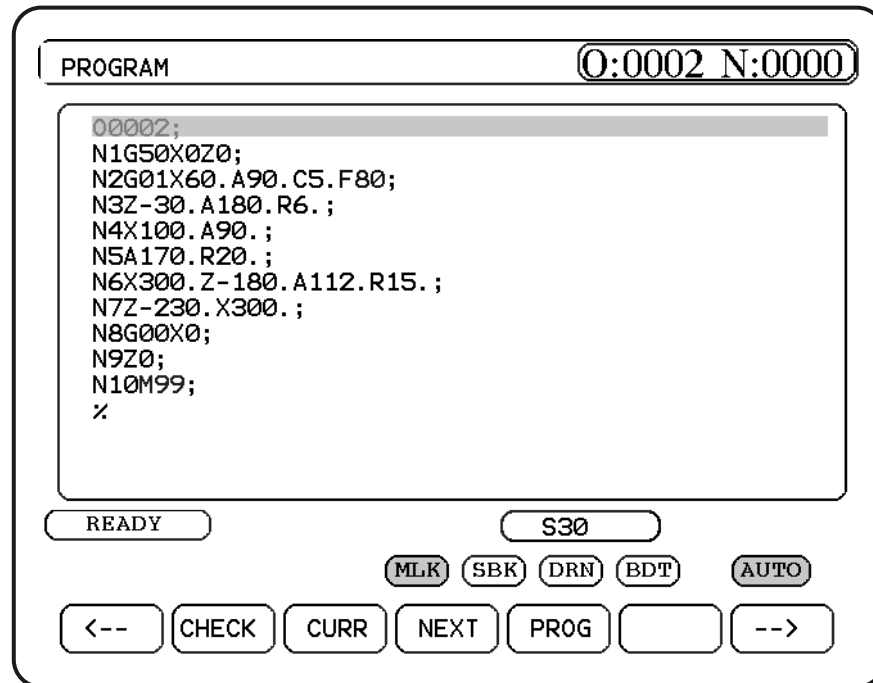 PROGRAM
O:0002 N:0000
O0002;
N1G50X0Z0;
N2G01X60.A90.C5.F80;
N3Z-30.A180.R6.;
N4X100.A90.;
N5A170.R20.;
N6X300.Z-180.A112.R15.;
N7Z-230.X300.;
N8G00X0;
N9Z0;
N10M99;
%
READY
S30
MLK SBK DRN BDT AUTO
<-- CHECK CURR NEXT PROG -->